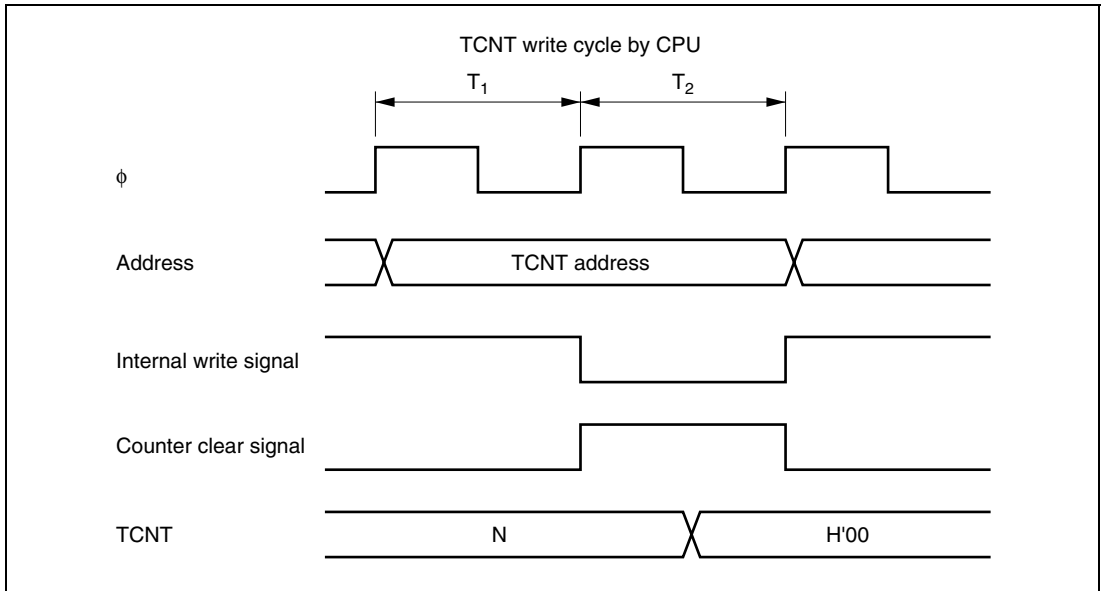 TCNT write cycle by CPU
T1 T2
ϕ
Address TCNT address
Internal write signal
Counter clear signal
TCNT N H'00